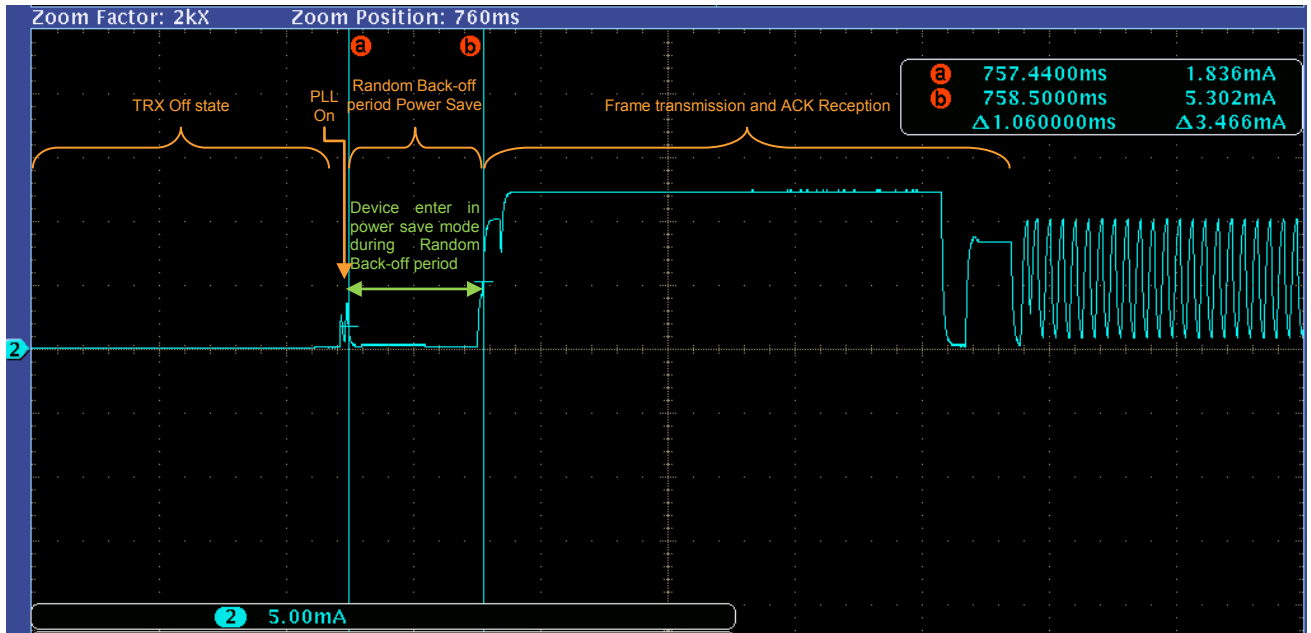 Zoom Factor: 2kX Zoom Position: 760ms
a b
a 757.4400ms 1.836mA
b 758.5000ms 5.302mA
Δ1.060000ms Δ3.466mA
TRX Off state
PLL
On
Random Back-off
period Power Save
Frame transmission and ACK Reception
Device enter in
power save mode
during Random
Back-off period
2
2 5.00mA